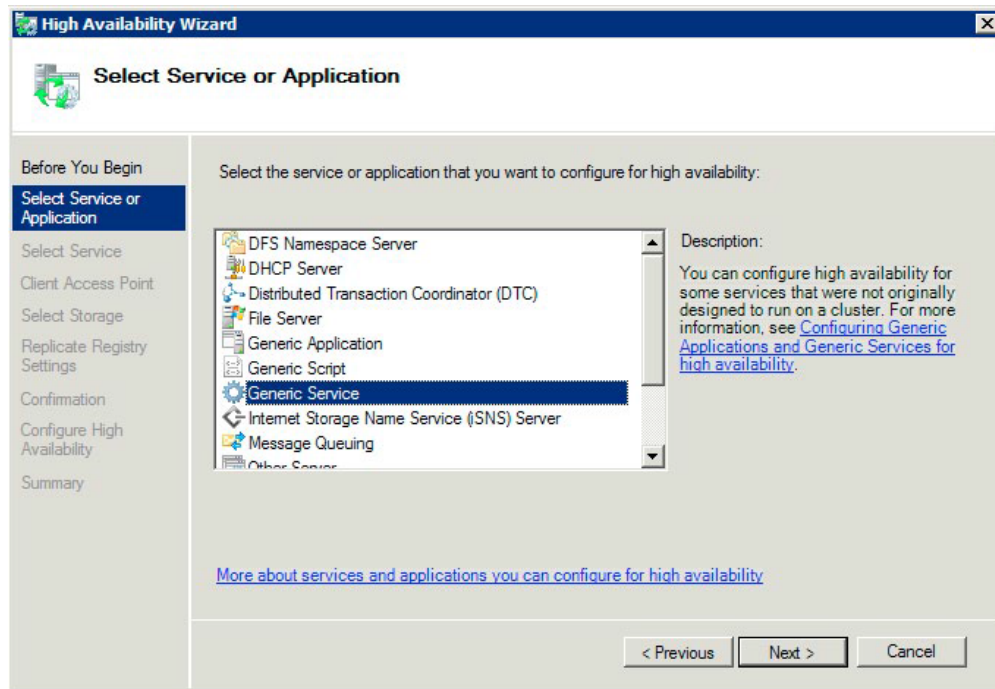 High Availability Wizard
Select Service or Application
Before You Begin
Select Service or
Application
Select Service
Client Access Point
Select Storage
Replicate Registry
Settings
Confirmation
Configure High
Availability
Summary
Select the service or application that you want to configure for high availability:
DFS Namespace Server
DHCP Server
Distributed Transaction Coordinator (DTC)
File Server
Generic Application
Generic Script
Generic Service
Internet Storage Name Service (iSNS) Server
Message Queuing
Other Server
Description:
You can configure high availability for
some services that were not originally
designed to run on a cluster. For more
information, see Configuring Generic
Applications and Generic Services for
high availability.
More about services and applications you can configure for high availability
< Previous
Next >
Cancel